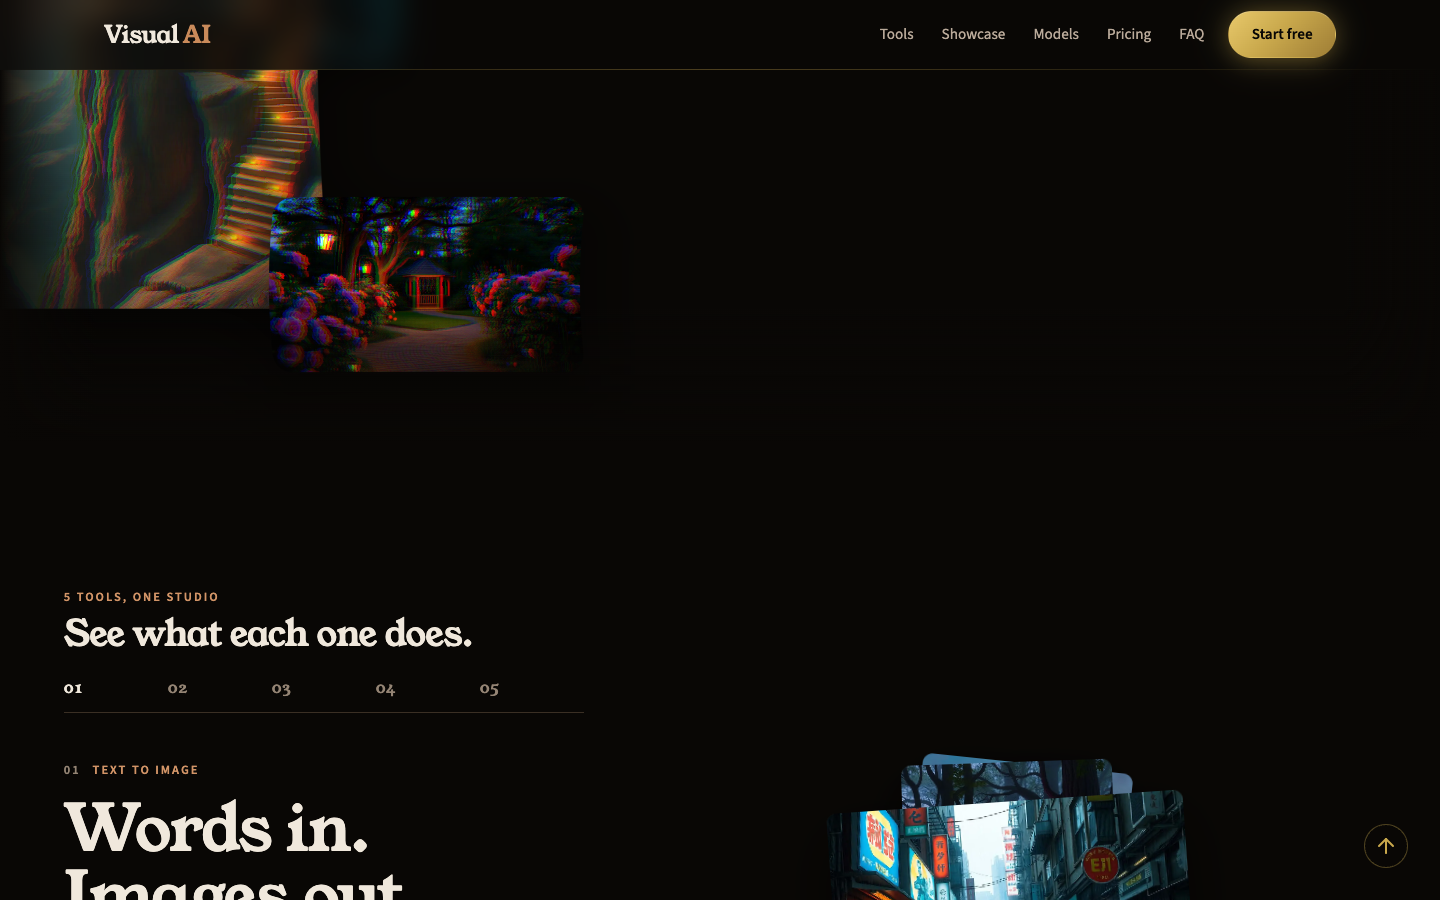 Visual AI
Tools Showcase Models Pricing FAQ Start free
5 TOOLS, ONE STUDIO
See what each one does.
01 02 03 04 05
01 TEXT TO IMAGE
Words in.
Images out